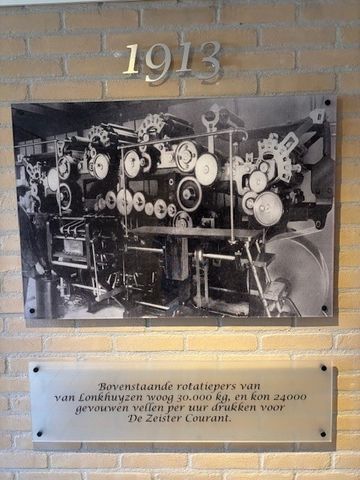 1913
Bovenstaande rotatiepers van
van Lonkhuyzen woog 30.000 kg, en kon 24000
gevouwen vellen per uur drukken voor
De Zeister Courant.